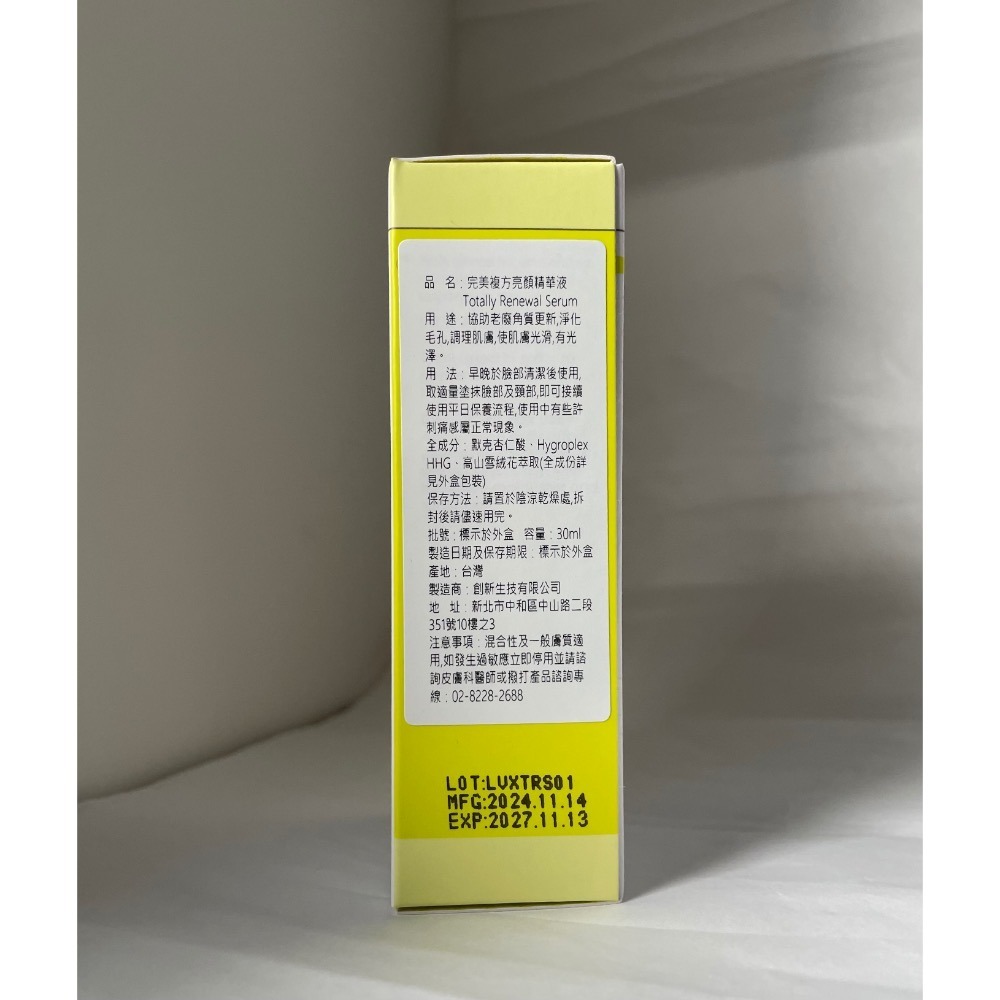 品 名：完美複方亮顏精華液
Totally Renewal Serum
用 途：協助老廢角質更新,淨化
毛孔,調理肌膚,使肌膚光滑,有光
澤。
用 法：早晚於臉部清潔後使用,
取適量塗抹臉部及頸部,即可接續
使用平日保養流程,使用中有些許
刺痛感屬正常現象。
全成分：默克杏仁酸、Hygroplex
HHG、高山雪絨花萃取(全成份詳
見外盒包裝)
保存方法：請置於陰涼乾燥處,拆
封後請儘速用完。
批號：標示於外盒 容量：30ml
製造日期及保存期限：標示於外盒
產地：台灣
製造商：創新生技有限公司
地 址：新北市中和區中山路二段
351號10樓之3
注意事項：混合性及一般膚質適
用,如發生過敏應立即停用並請諮
詢皮膚科醫師或撥打產品諮詢專
線：02-8228-2688
LOT:LVXTRS01
MFG:2024.11.14
EXP:2027.11.13